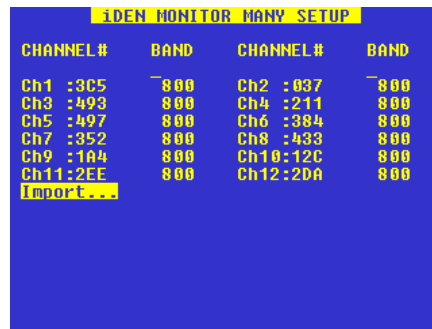 iDEN MONITOR MANY SETUP
CHANNEL# BAND CHANNEL# BAND
Ch1 :3C5 800 Ch2 :037 800
Ch3 :493 800 Ch4 :211 800
Ch5 :497 800 Ch6 :384 800
Ch7 :352 800 Ch8 :433 800
Ch9 :1A4 800 Ch10:12C 800
Ch11:2EE 800 Ch12:2DA 800
Import...